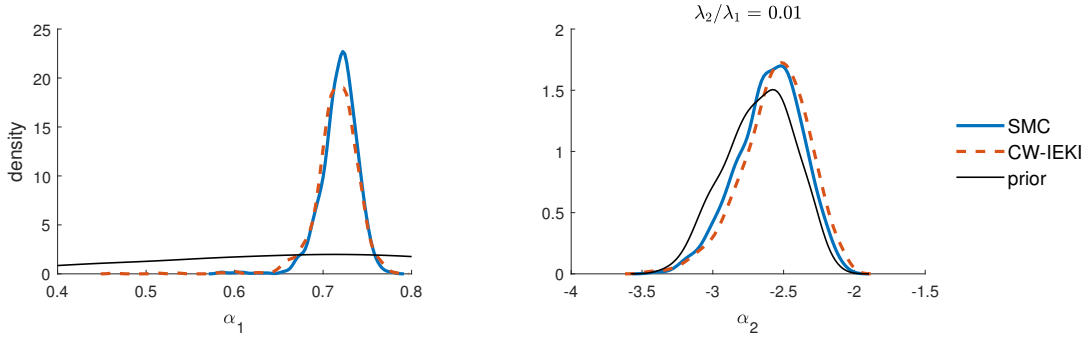 λ₂/λ₁ = 0.01
25
20
15
10
5
0
density
0.4 0.5 0.6 0.7 0.8
α₁
2
1.5
1
0.5
0
-4 -3.5 -3 -2.5 -2 -1.5
α₂
SMC
CW-IEKI
prior